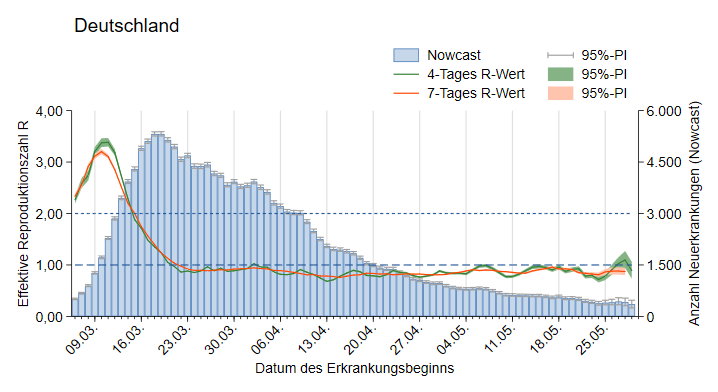 Deutschland
Nowcast 95%-PI
4-Tages R-Wert 95%-PI
7-Tages R-Wert 95%-PI
Effektive Reproduktionszahl R
4,00
3,00
2,00
1,00
0,00
6.000
4.500
3.000
1.500
0
Anzahl Neuerkrankungen (Nowcast)
09.03. 16.03. 23.03. 30.03. 06.04. 13.04. 20.04. 27.04. 04.05. 11.05. 18.05. 25.05.
Datum des Erkrankungsbeginns